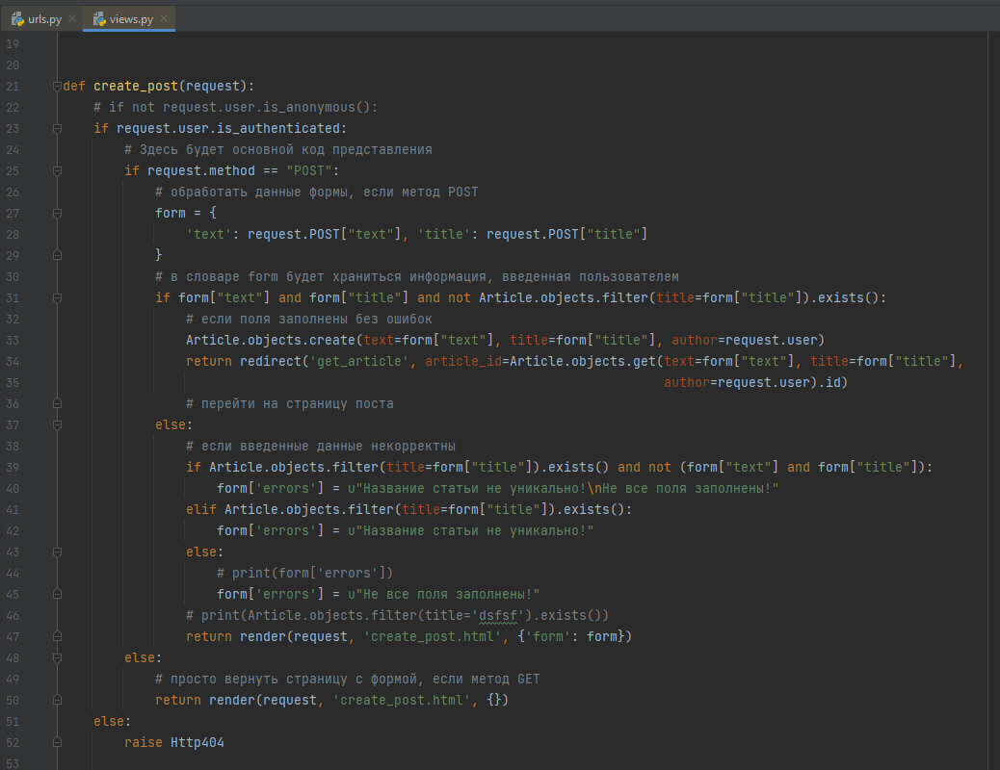 urls.py × views.py ×
19
20
21 def create_post(request):
22     # if not request.user.is_anonymous():
23     if request.user.is_authenticated:
24         # Здесь будет основной код представления
25         if request.method == "POST":
26             # обработать данные формы, если метод POST
27             form = {
28                 'text': request.POST["text"], 'title': request.POST["title"]
29             }
30             # в словаре form будет храниться информация, введенная пользователем
31             if form["text"] and form["title"] and not Article.objects.filter(title=form["title"]).exists():
32                 # если поля заполнены без ошибок
33                 Article.objects.create(text=form["text"], title=form["title"], author=request.user)
34                 return redirect('get_article', article_id=Article.objects.get(text=form["text"], title=form["title"],
35                                                                               author=request.user).id)
36                 # перейти на страницу поста
37             else:
38                 # если введенные данные некорректны
39                 if Article.objects.filter(title=form["title"]).exists() and not (form["text"] and form["title"]):
40                     form['errors'] = u"Название статьи не уникально!\nНе все поля заполнены!"
41                 elif Article.objects.filter(title=form["title"]).exists():
42                     form['errors'] = u"Название статьи не уникально!"
43                 else:
44                     # print(form['errors'])
45                     form['errors'] = u"Не все поля заполнены!"
46                 # print(Article.objects.filter(title='dsfsf').exists())
47                 return render(request, 'create_post.html', {'form': form})
48         else:
49             # просто вернуть страницу с формой, если метод GET
50             return render(request, 'create_post.html', {})
51     else:
52         raise Http404
53